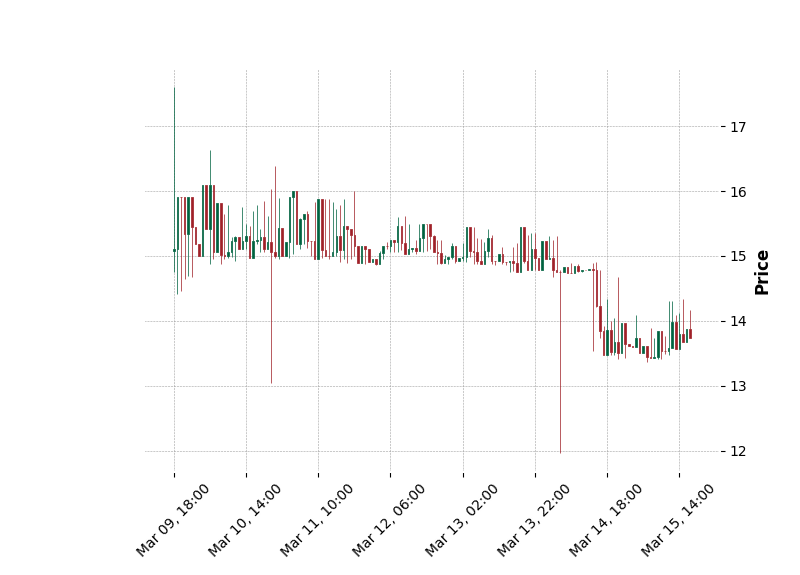 17
16
15
14
13
12
Price
Mar 09, 18:00
Mar 10, 14:00
Mar 11, 10:00
Mar 12, 06:00
Mar 13, 02:00
Mar 13, 22:00
Mar 14, 18:00
Mar 15, 14:00